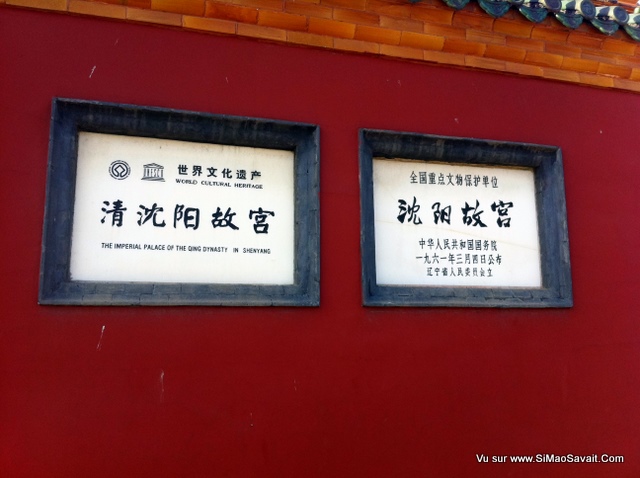 世界文化遗产
WORLD CULTURAL HERITAGE
清沈阳故宫
THE IMPERIAL PALACE OF THE QING DYNASTY IN SHENYANG
全国重点文物保护单位
沈阳故宫
中华人民共和国国务院
一九六一年三月四日公布
辽宁省人民委员会立
Vu sur www.SiMaoSavait.Com